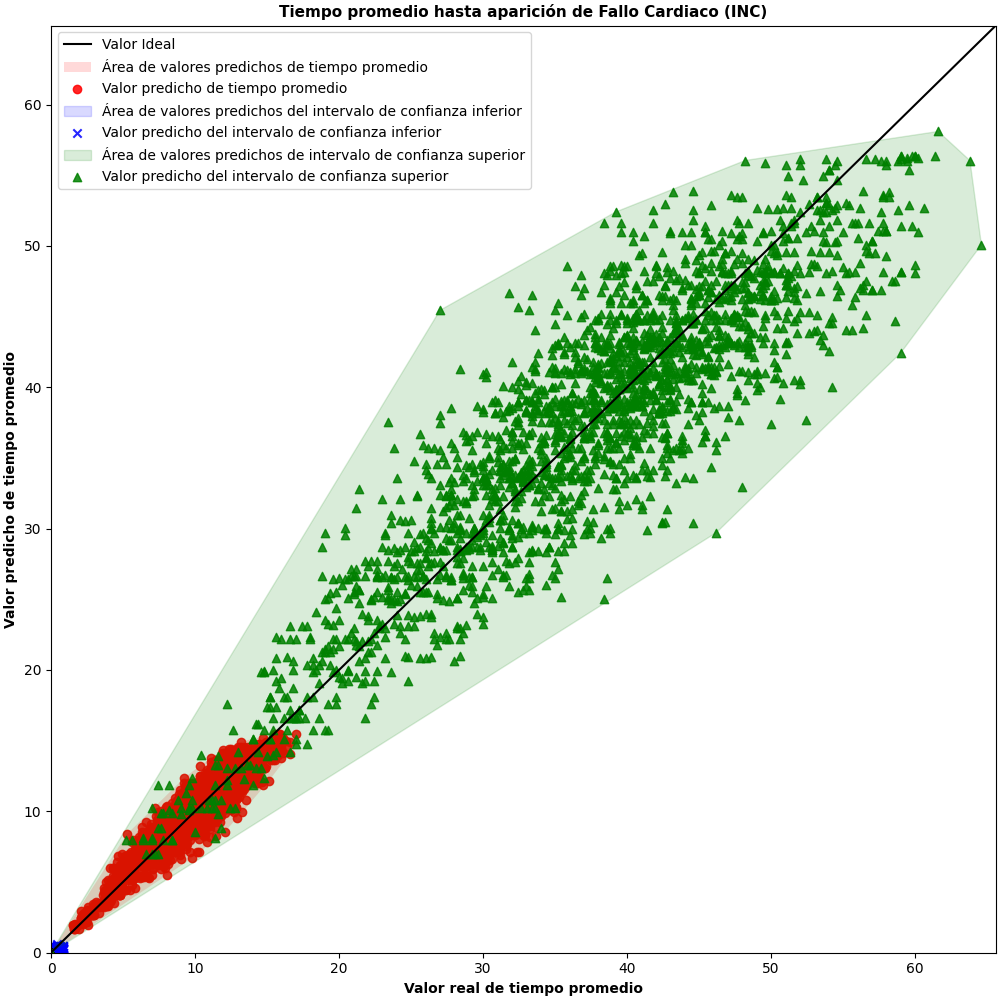 Tiempo promedio hasta aparición de Fallo Cardiaco (INC)
Valor Ideal
Área de valores predichos de tiempo promedio
Valor predicho de tiempo promedio
Área de valores predichos del intervalo de confianza inferior
Valor predicho del intervalo de confianza inferior
Área de valores predichos de intervalo de confianza superior
Valor predicho del intervalo de confianza superior
Valor predicho de tiempo promedio
60
50
40
30
20
10
0
0 10 20 30 40 50 60
Valor real de tiempo promedio